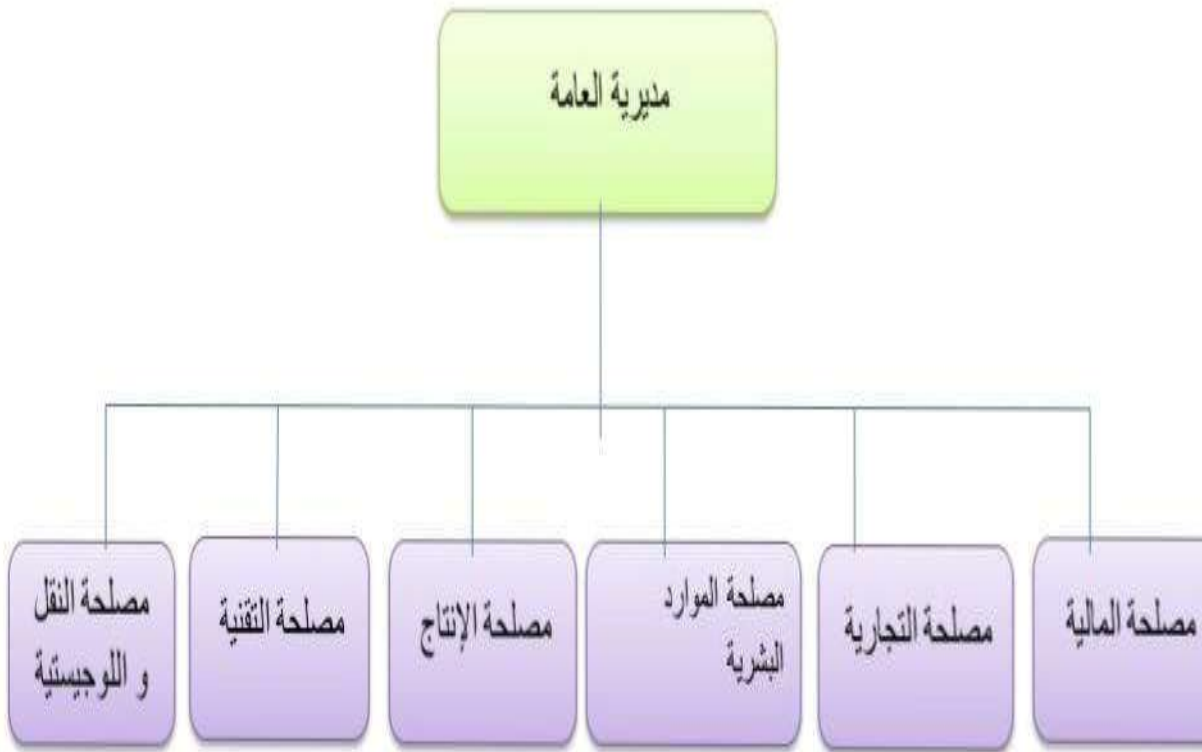 مديرية العامة
مصلحة المالية
مصلحة التجارية
مصلحة الموارد
البشرية
مصلحة الإنتاج
مصلحة التقنية
مصلحة النقل
و اللوجيستية